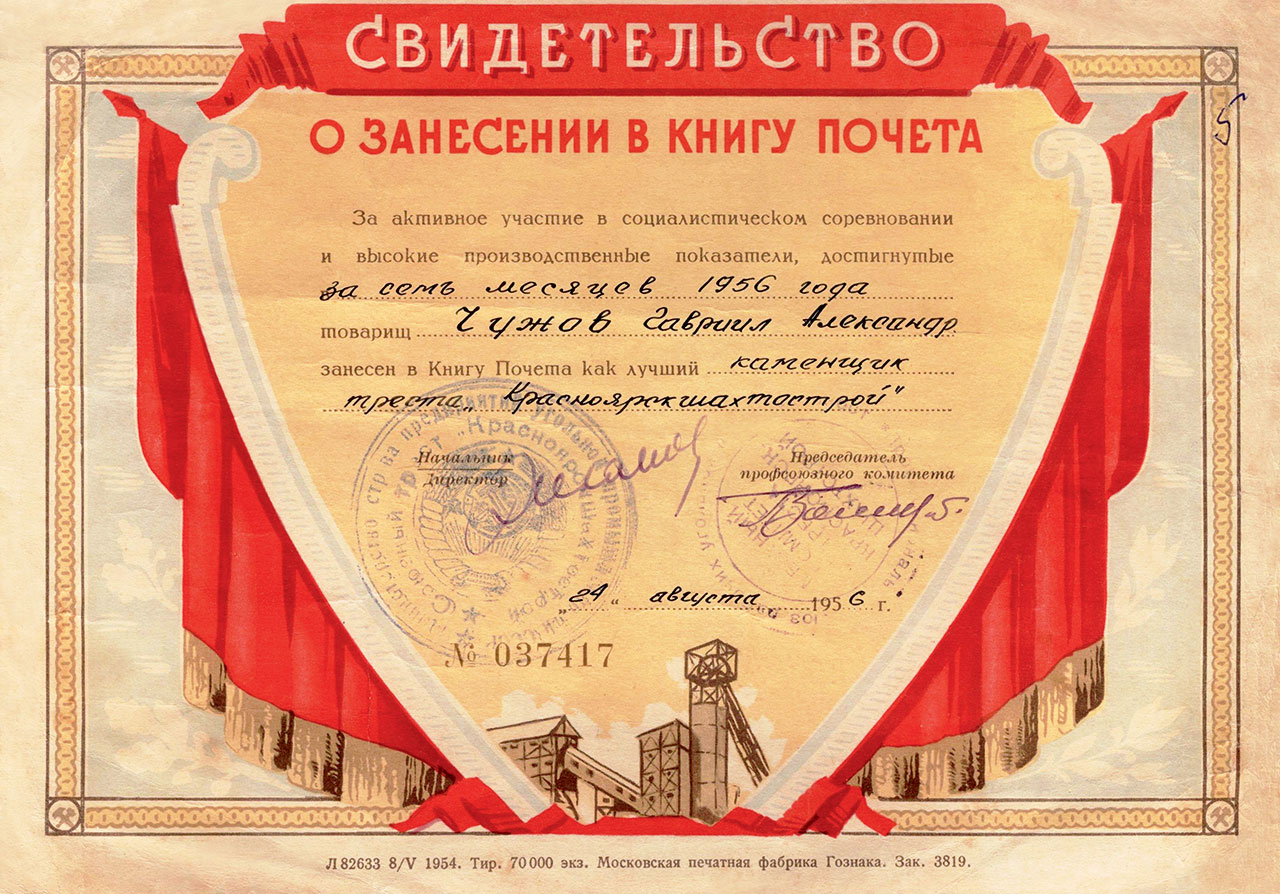 СВИДЕТЕЛЬСТВО
О ЗАНЕСЕНИИ В КНИГУ ПОЧЕТА
5
За активное участие в социалистическом соревновании
и высокие производственные показатели, достигнутые
за семь месяцев 1956 года
товарищ Чужов Гавриил Александр.
занесен в Книгу Почета как лучший каменщик
треста „Красноярскшахтострой"
Начальник
Директор
Председатель
профсоюзного комитета
„24" августа 1956 г.
№ 037417
Л 82633 8/V 1954. Тир. 70 000 экз. Московская печатная фабрика Гознака. Зак. 3819.